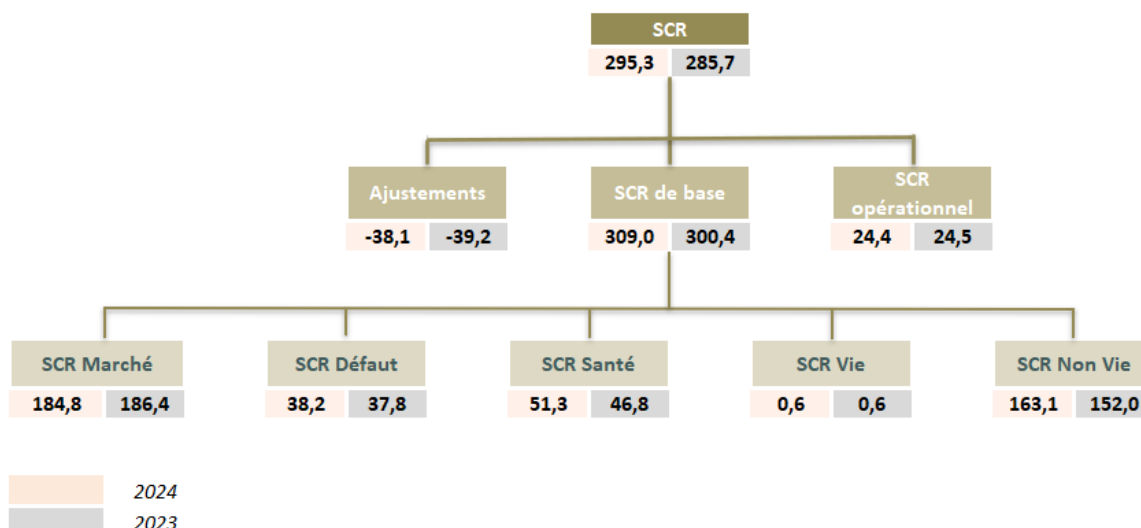 SCR
295,3 285,7
Ajustements
-38,1 -39,2
SCR de base
309,0 300,4
SCR
opérationnel
24,4 24,5
SCR Marché
184,8 186,4
SCR Défaut
38,2 37,8
SCR Santé
51,3 46,8
SCR Vie
0,6 0,6
SCR Non Vie
163,1 152,0
2024
2023